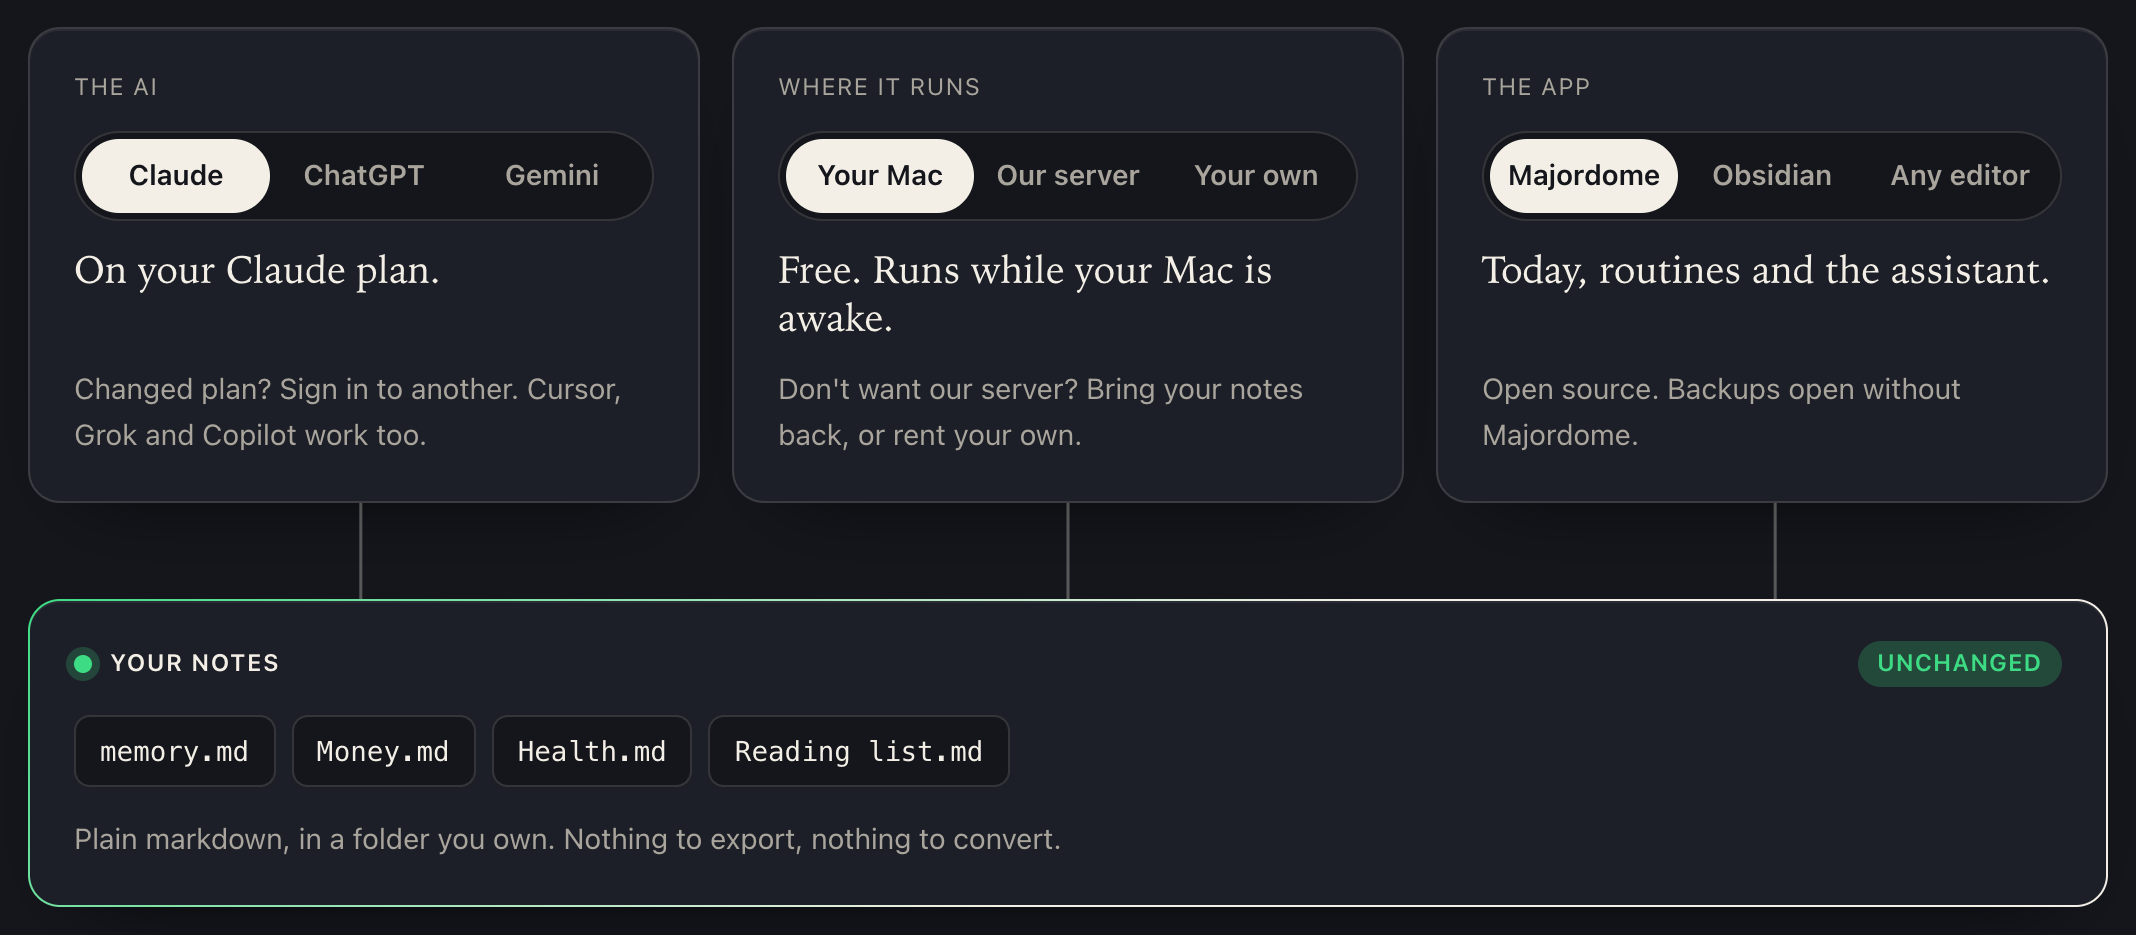 THE AI
Claude ChatGPT Gemini
On your Claude plan.
Changed plan? Sign in to another. Cursor,
Grok and Copilot work too.
WHERE IT RUNS
Your Mac Our server Your own
Free. Runs while your Mac is
awake.
Don't want our server? Bring your notes
back, or rent your own.
THE APP
Majordome Obsidian Any editor
Today, routines and the assistant.
Open source. Backups open without
Majordome.
YOUR NOTES
UNCHANGED
memory.md Money.md Health.md Reading list.md
Plain markdown, in a folder you own. Nothing to export, nothing to convert.